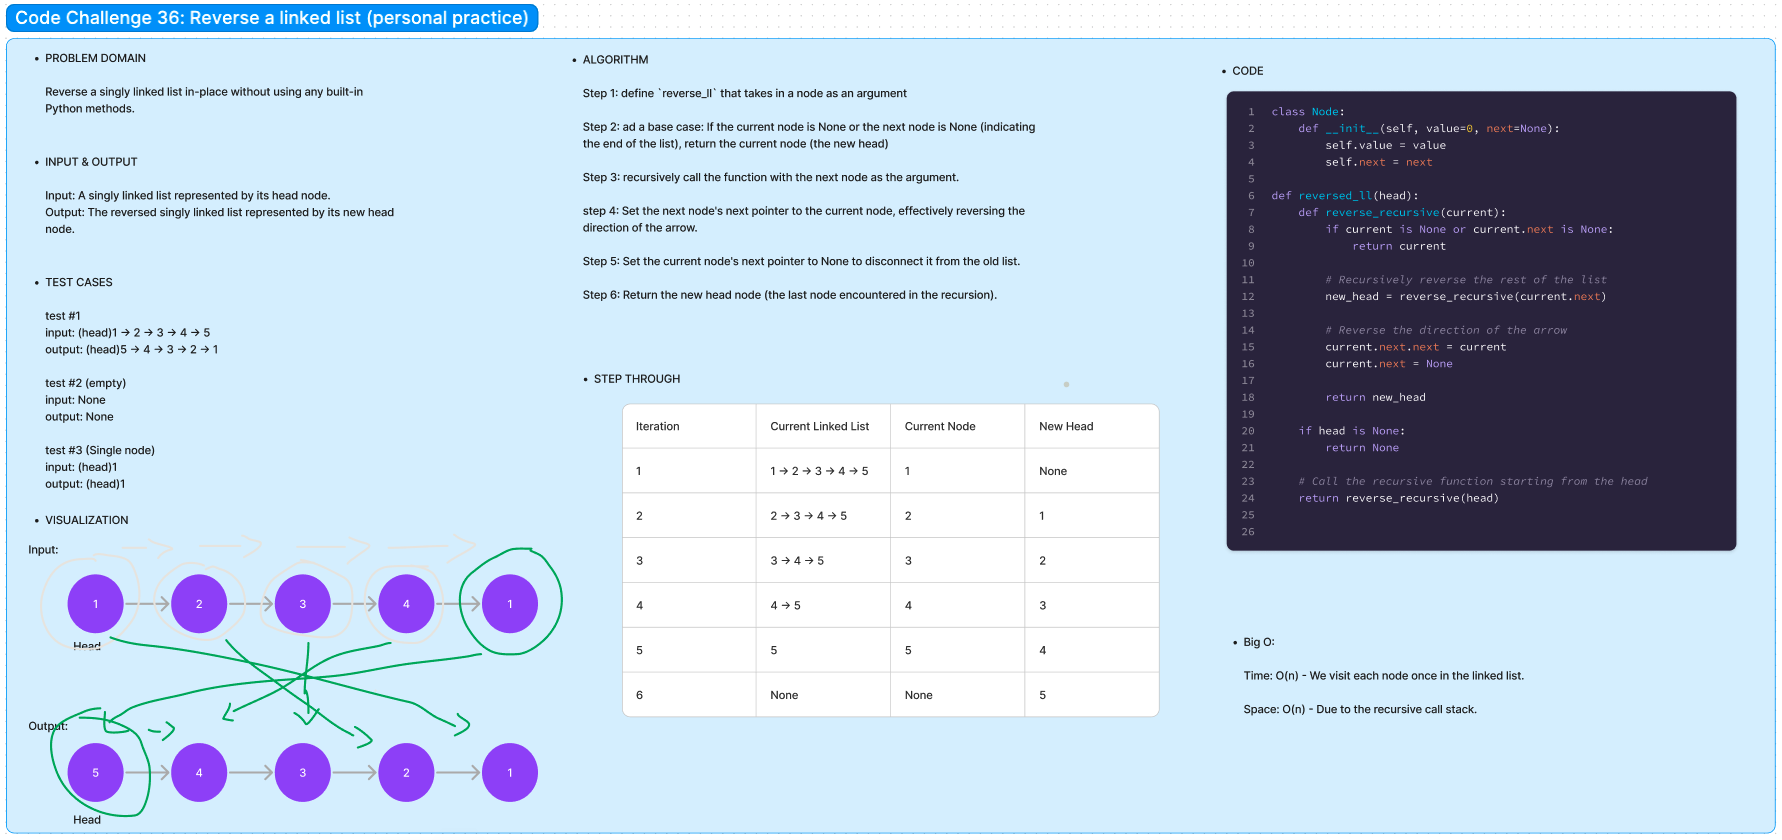 Code Challenge 36: Reverse a linked list (personal practice)
• PROBLEM DOMAIN
Reverse a singly linked list in-place without using any built-in
Python methods.
• INPUT & OUTPUT
Input: A singly linked list represented by its head node.
Output: The reversed singly linked list represented by its new head
node.
• TEST CASES
test #1
input: (head)1 → 2 → 3 → 4 → 5
output: (head)5 → 4 → 3 → 2 → 1
test #2 (empty)
input: None
output: None
test #3 (Single node)
input: (head)1
output: (head)1
• VISUALIZATION
Input:
1 2 3 4 1
Head
Output:
5 4 3 2 1
Head
• ALGORITHM
Step 1: define `reverse_ll` that takes in a node as an argument
Step 2: ad a base case: If the current node is None or the next node is None (indicating
the end of the list), return the current node (the new head)
Step 3: recursively call the function with the next node as the argument.
step 4: Set the next node's next pointer to the current node, effectively reversing the
direction of the arrow.
Step 5: Set the current node's next pointer to None to disconnect it from the old list.
Step 6: Return the new head node (the last node encountered in the recursion).
• STEP THROUGH
Iteration Current Linked List Current Node New Head
1 1 → 2 → 3 → 4 → 5 1 None
2 2 → 3 → 4 → 5 2 1
3 3 → 4 → 5 3 2
4 4 → 5 4 3
5 5 5 4
6 None None 5
• CODE
1 class Node:
2 def __init__(self, value=0, next=None):
3 self.value = value
4 self.next = next
5
6 def reversed_ll(head):
7 def reverse_recursive(current):
8 if current is None or current.next is None:
9 return current
10
11 # Recursively reverse the rest of the list
12 new_head = reverse_recursive(current.next)
13
14 # Reverse the direction of the arrow
15 current.next.next = current
16 current.next = None
17
18 return new_head
19
20 if head is None:
21 return None
22
23 # Call the recursive function starting from the head
24 return reverse_recursive(head)
25
26
• Big O:
Time: O(n) - We visit each node once in the linked list.
Space: O(n) - Due to the recursive call stack.